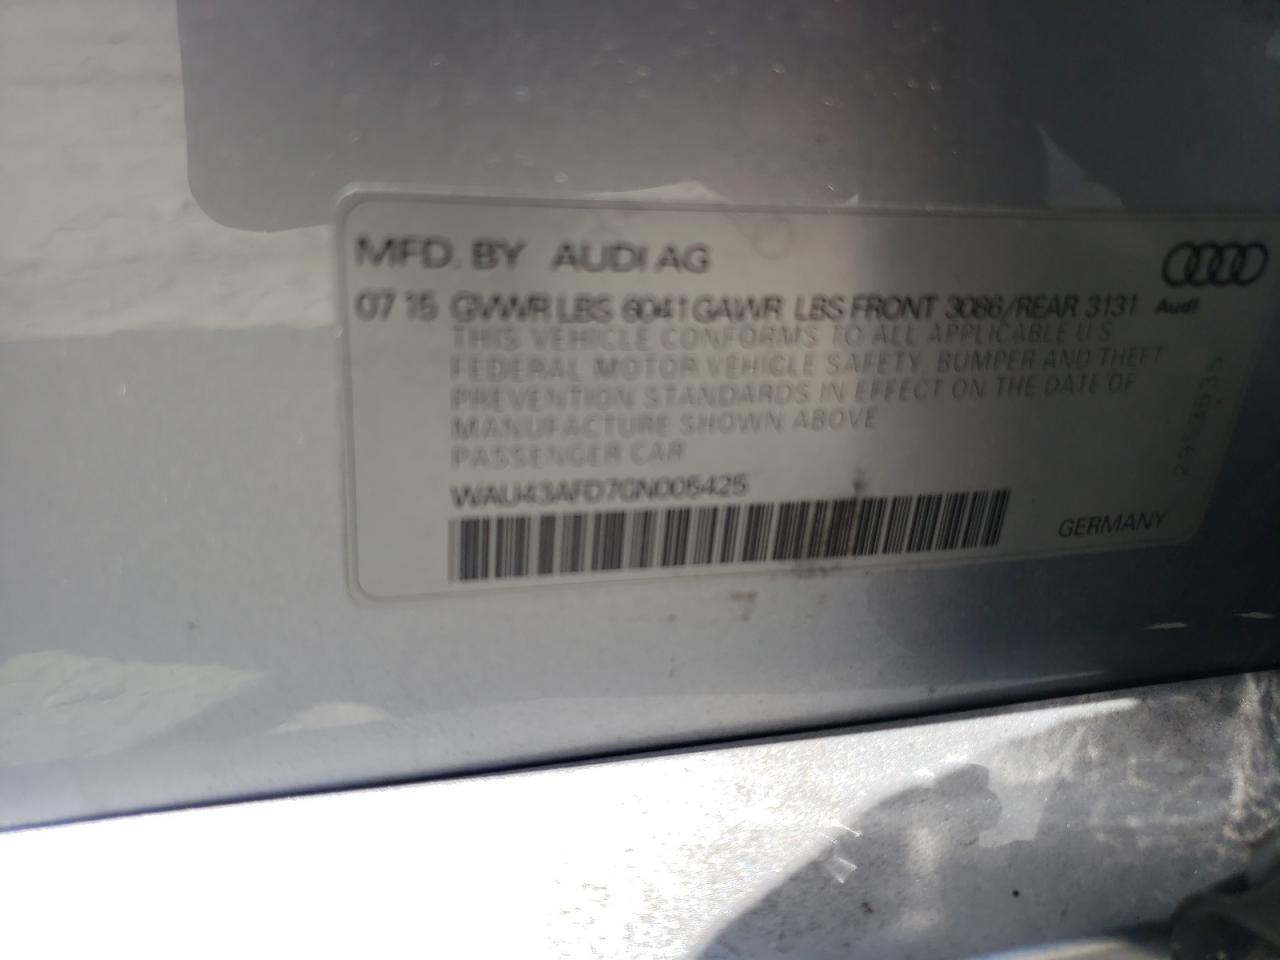 MFD. BY AUDI AG
07 15 GVWR LBS 6041 GAWR LBS FRONT 3086/REAR 3131 Audi
THIS VEHICLE CONFORMS TO ALL APPLICABLE U S
FEDERAL MOTOR VEHICLE SAFETY, BUMPER AND THEFT
PREVENTION STANDARDS IN EFFECT ON THE DATE OF
MANUFACTURE SHOWN ABOVE
PASSENGER CAR
WAU43AFD7GN005425
GERMANY